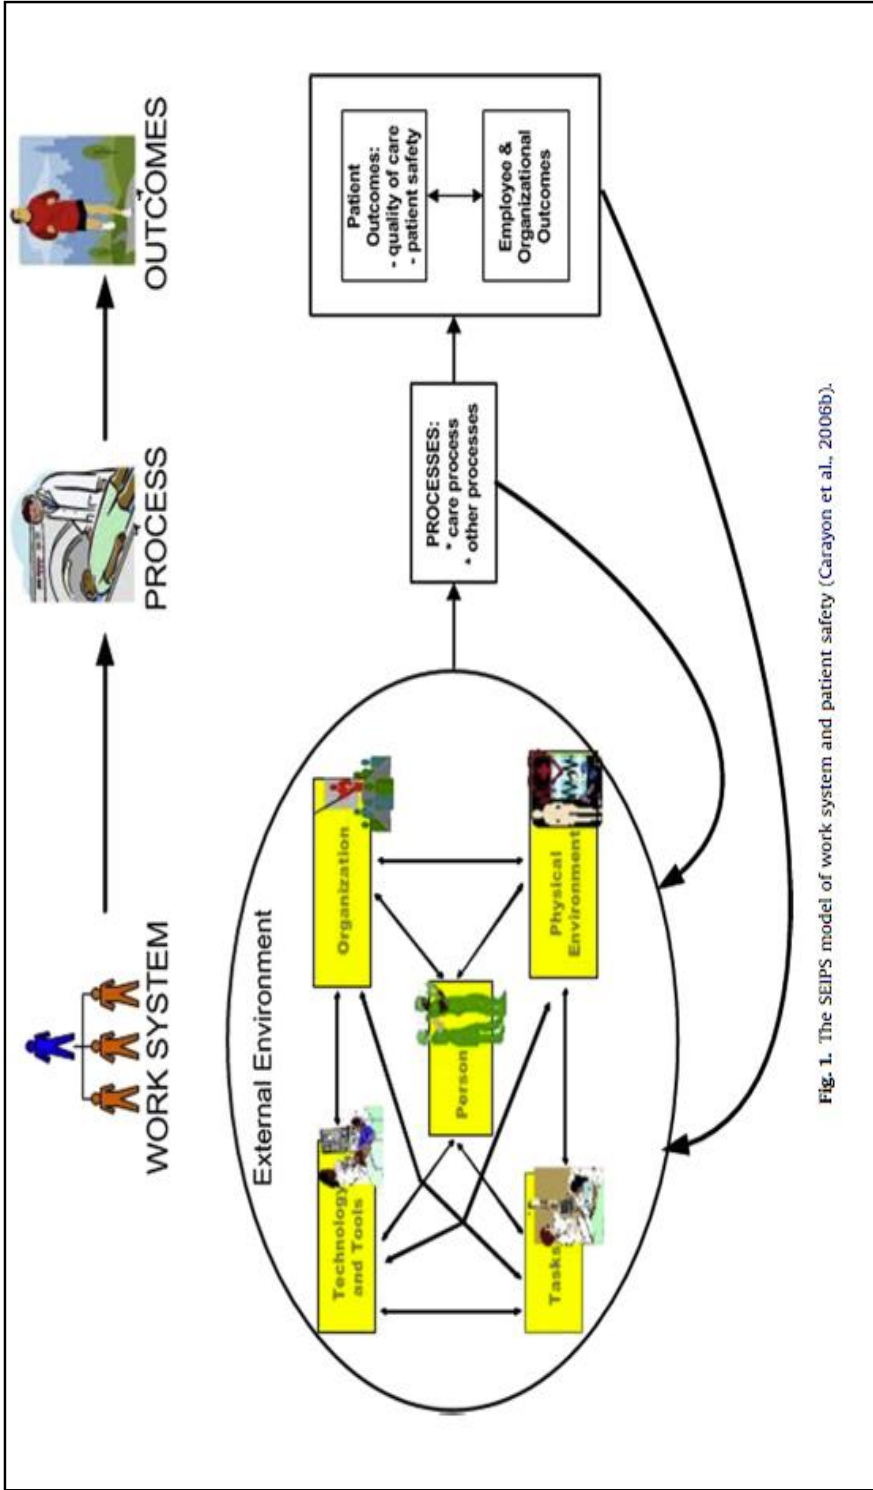 WORK SYSTEM
PROCESS
OUTCOMES
External Environment
Technology
and Tools
Organization
Person
Tasks
Physical
Environment
PROCESSES:
* care process
* other processes
Patient
Outcomes:
- quality of care
- patient safety
Employee &
Organizational
Outcomes
Fig. 1. The SEIPS model of work system and patient safety (Carayon et al., 2006b).